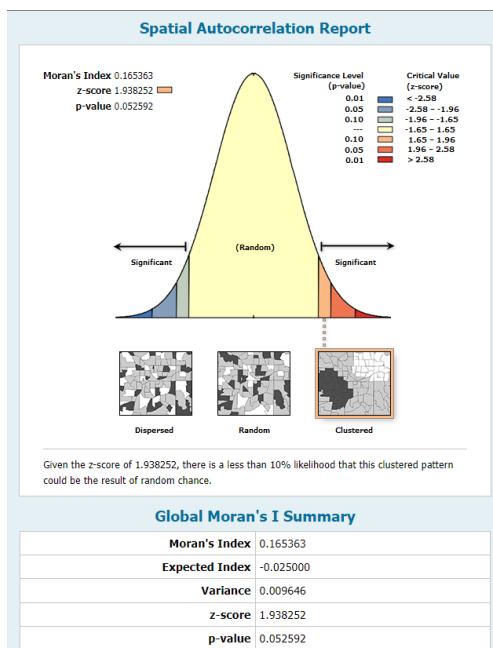 Spatial Autocorrelation Report
Moran's Index 0.165363
z-score 1.938252
p-value 0.052592
Significance Level (p-value)
Critical Value (z-score)
0.01 < -2.58
0.05 -2.58 - -1.96
0.10 -1.96 - -1.65
--- -1.65 - 1.65
0.10 1.65 - 1.96
0.05 1.96 - 2.58
0.01 > 2.58
(Random)
Significant
Significant
Dispersed
Random
Clustered
Given the z-score of 1.938252, there is a less than 10% likelihood that this clustered pattern
could be the result of random chance.
Global Moran's I Summary
Moran's Index 0.165363
Expected Index -0.025000
Variance 0.009646
z-score 1.938252
p-value 0.052592